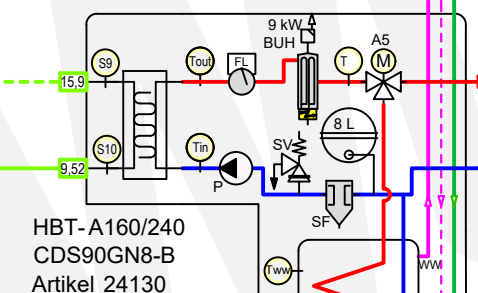 9 kW
BUH
A5
S9
Tout
FL
T
M
15,9
8 L
S10
Tin
SV
9,52
P
SF
HBT-A160/240
CDS90GN8-B
Artikel 24130
Tww
WW